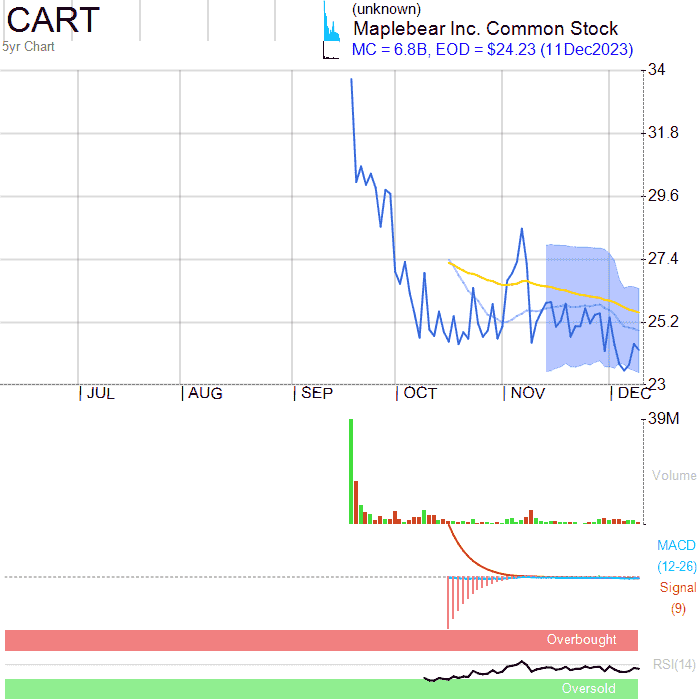 CART
5yr Chart
(unknown)
Maplebear Inc. Common Stock
MC = 6.8B, EOD = $24.23 (11Dec2023)
34
31.8
29.6
27.4
25.2
23
JUL
AUG
SEP
OCT
NOV
DEC
39M
Volume
MACD
(12-26)
Signal
(9)
Overbought
RSI(14)
Oversold